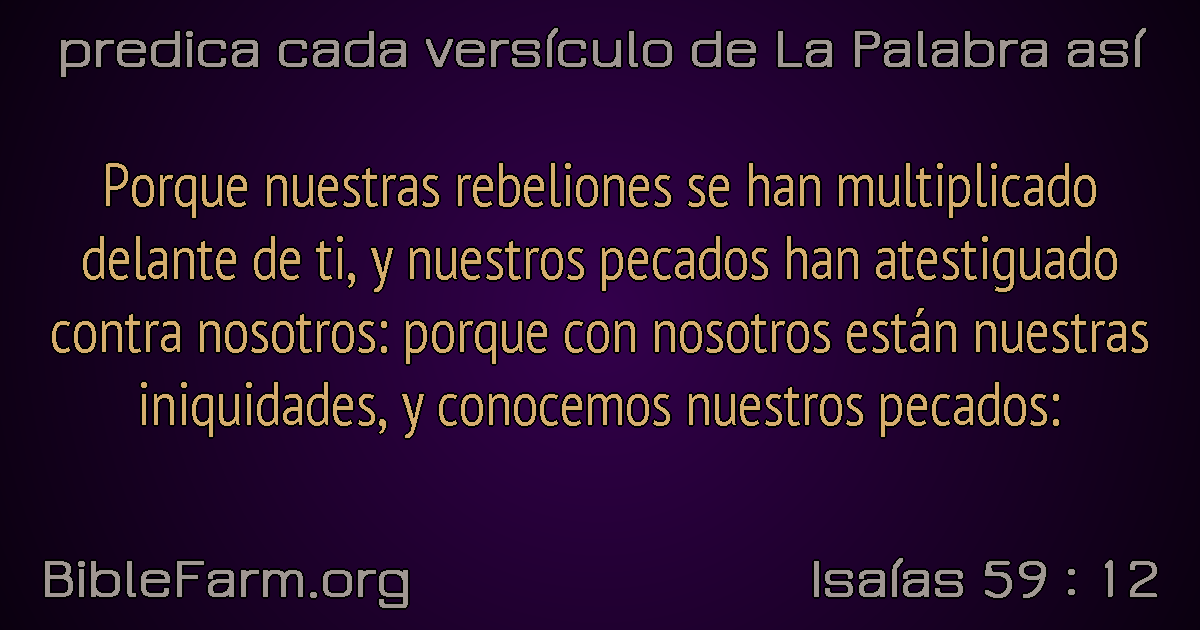 predica cada versículo de La Palabra así
Porque nuestras rebeliones se han multiplicado
delante de ti, y nuestros pecados han atestiguado
contra nosotros: porque con nosotros están nuestras
iniquidades, y conocemos nuestros pecados:
BibleFarm.org
Isaías 59 : 12